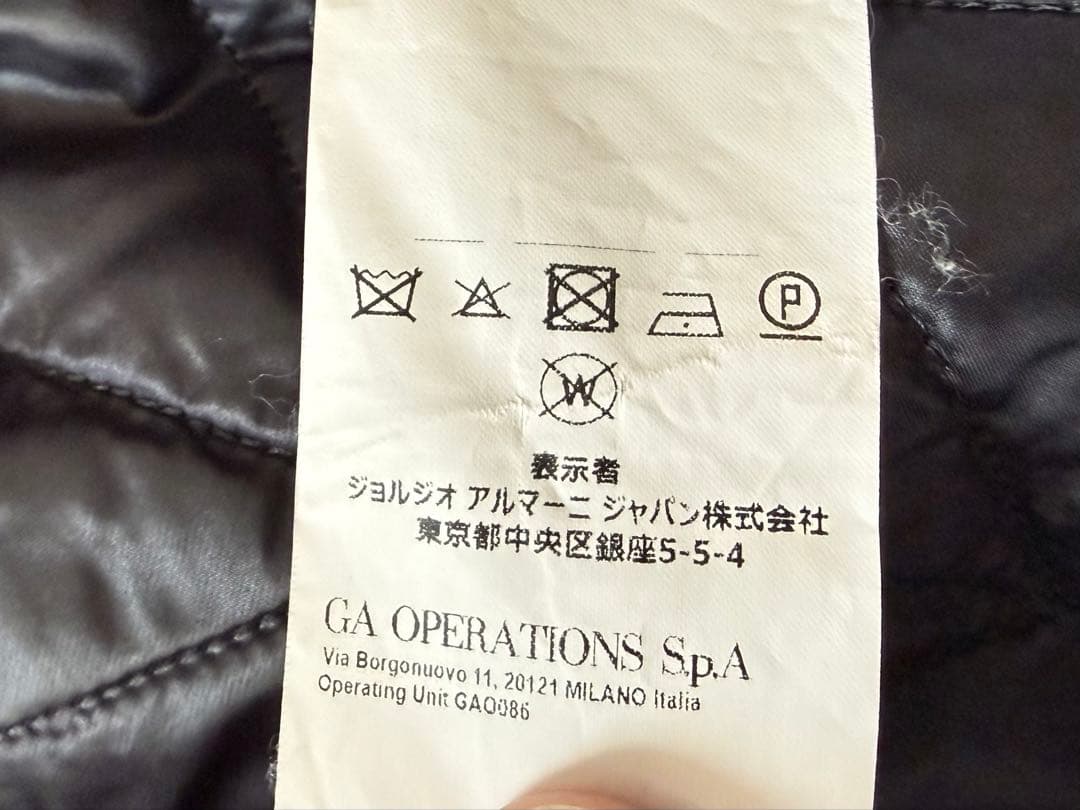 P
W
表示者
ジョルジオ アルマーニ ジャパン株式会社
東京都中央区銀座5-5-4
GA OPERATIONS S.p.A
Via Borgonuovo 11, 20121 MILANO Italia
Operating Unit GAO086